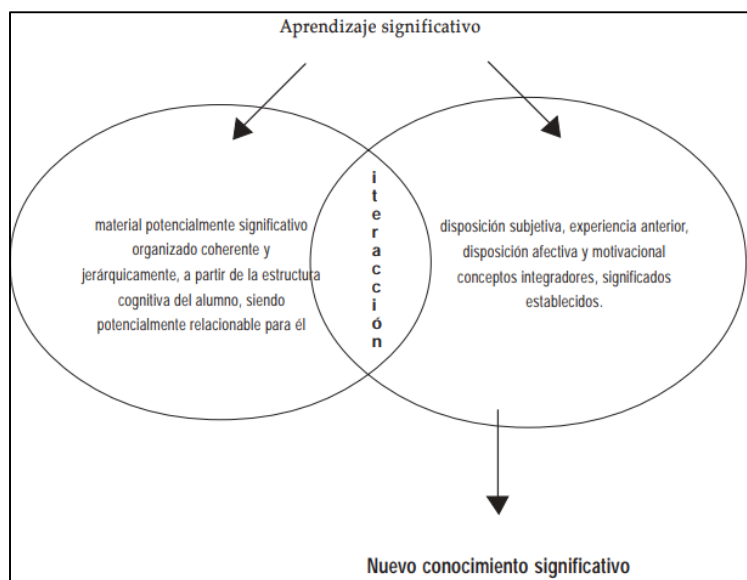 Aprendizaje significativo
material potencialmente significativo
organizado coherente y
jerárquicamente, a partir de la estructura
cognitiva del alumno, siendo
potencialmente relacionable para él
iteracción
disposición subjetiva, experiencia anterior,
disposición afectiva y motivacional
conceptos integradores, significados
establecidos.
Nuevo conocimiento significativo